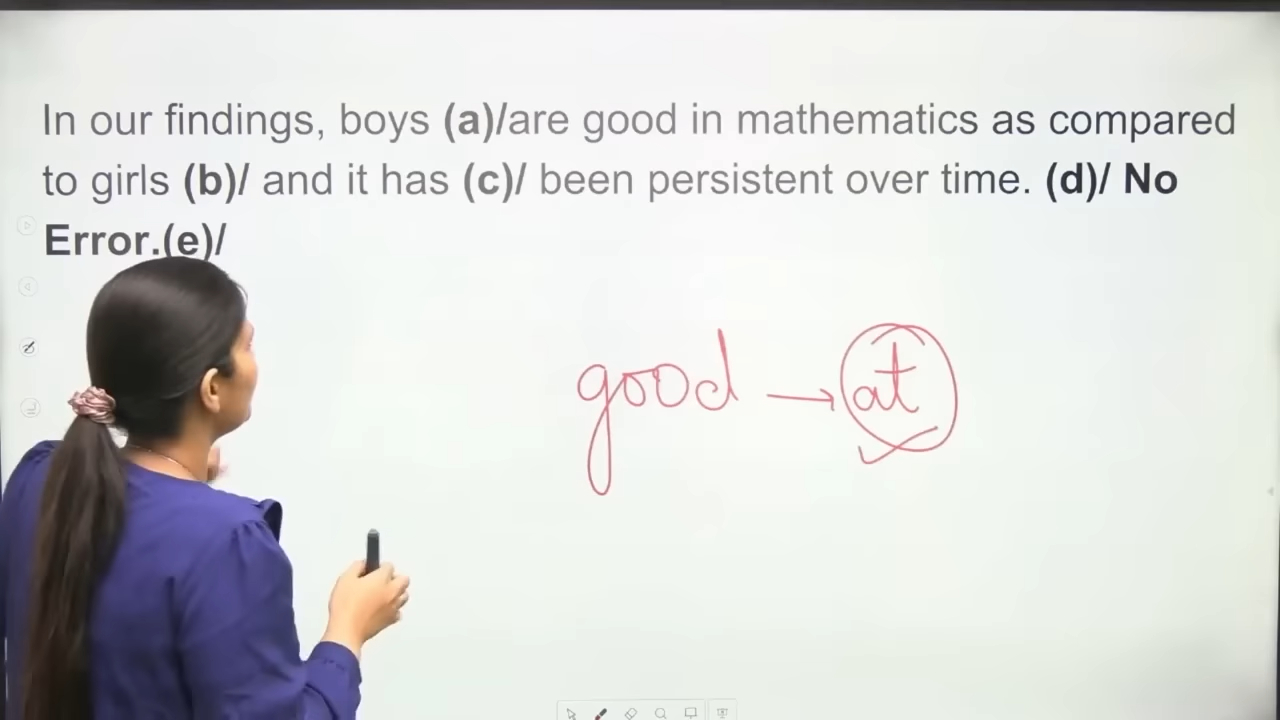 In our findings, boys (a)/are good in mathematics as compared
to girls (b)/ and it has (c)/ been persistent over time. (d)/ No
Error.(e)/
good → at